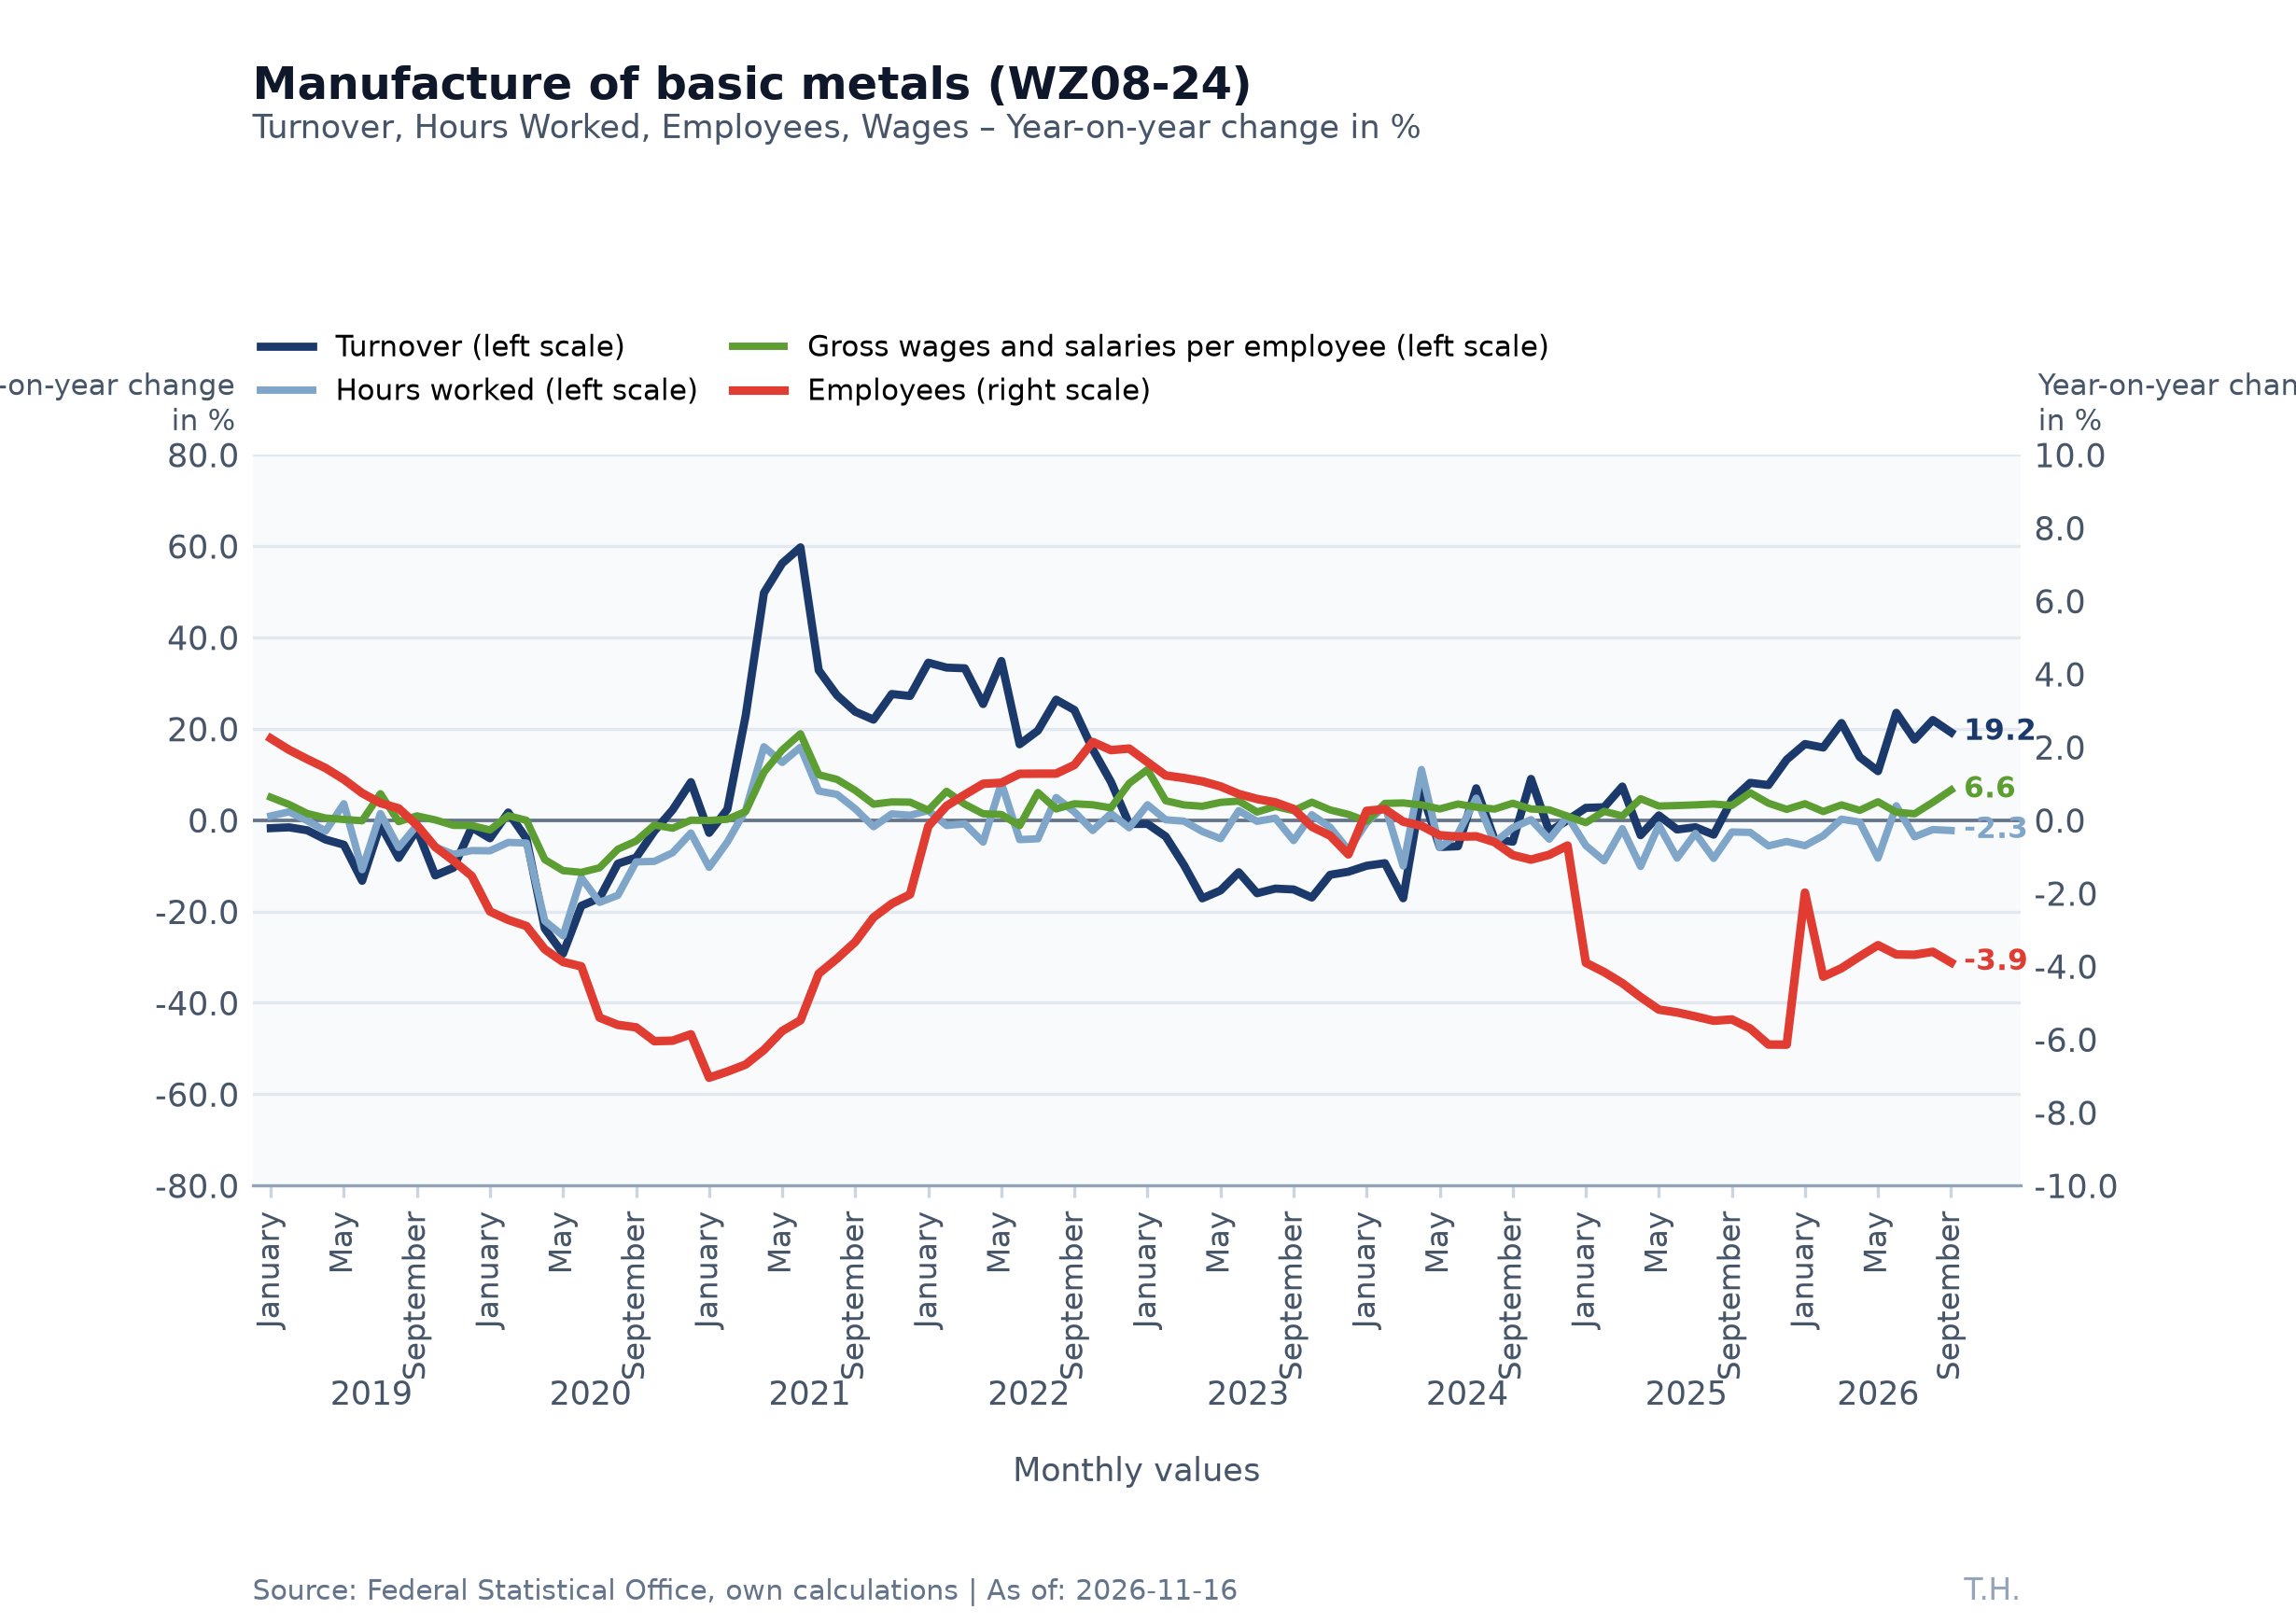 Manufacture of basic metals (WZ08-24)
Turnover, Hours Worked, Employees, Wages – Year-on-year change in %
Turnover (left scale)
Gross wages and salaries per employee (left scale)
Hours worked (left scale)
Employees (right scale)
-on-year change
in %
Year-on-year chan
in %
80.0
60.0
40.0
20.0
0.0
-20.0
-40.0
-60.0
-80.0
10.0
8.0
6.0
4.0
2.0
0.0
-2.0
-4.0
-6.0
-8.0
-10.0
19.2
6.6
-2.3
-3.9
January
May
September
January
May
September
January
May
September
January
May
September
January
May
September
January
May
September
January
May
September
January
May
September
2019
2020
2021
2022
2023
2024
2025
2026
Monthly values
Source: Federal Statistical Office, own calculations | As of: 2026-11-16
T.H.